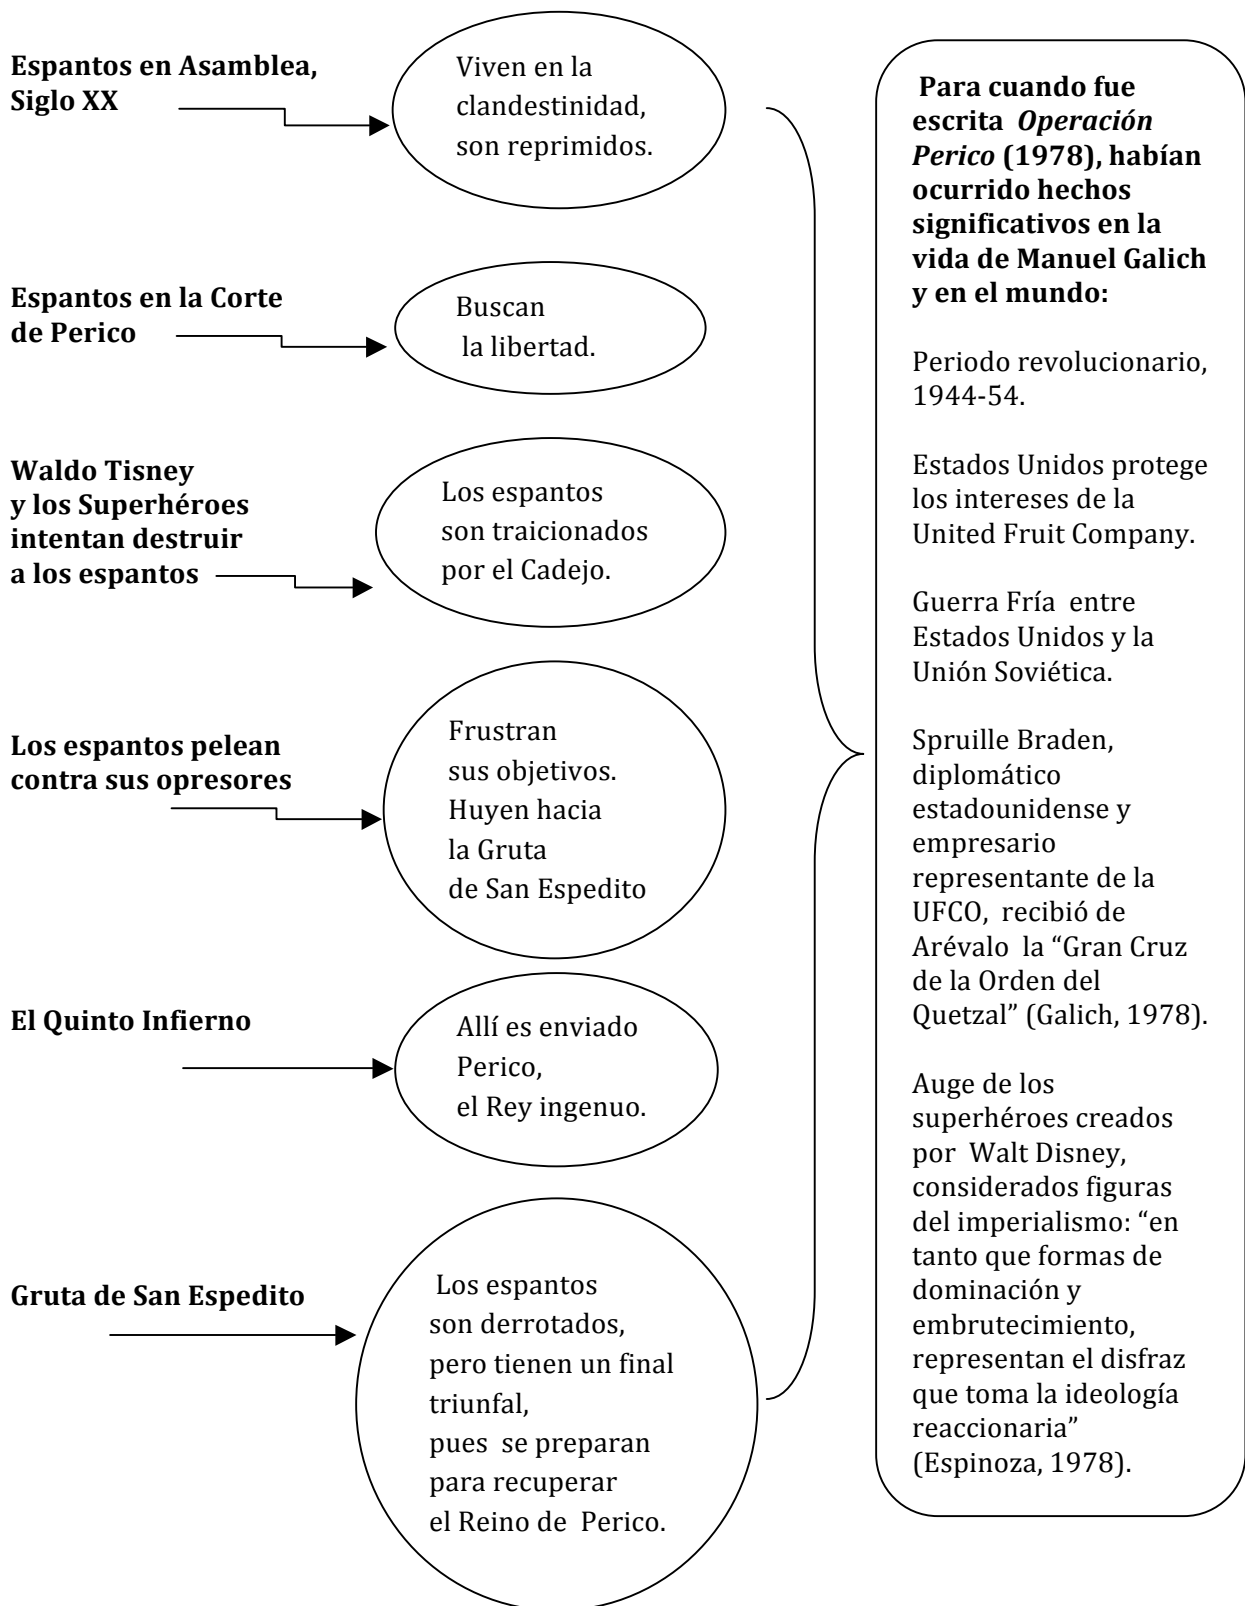 Espantos en Asamblea,
Siglo XX
Viven en la
clandestinidad,
son reprimidos.
Espantos en la Corte
de Perico
Buscan
la libertad.
Waldo Tisney
y los Superhéroes
intentan destruir
a los espantos
Los espantos
son traicionados
por el Cadejo.
Los espantos pelean
contra sus opresores
Frustran
sus objetivos.
Huyen hacia
la Gruta
de San Espedito
El Quinto Infierno
Allí es enviado
Perico,
el Rey ingenuo.
Gruta de San Espedito
Los espantos
son derrotados,
pero tienen un final
triunfal,
pues se preparan
para recuperar
el Reino de Perico.
Para cuando fue
escrita Operación
Perico (1978), habían
ocurrido hechos
significativos en la
vida de Manuel Galich
y en el mundo:
Periodo revolucionario,
1944-54.
Estados Unidos protege
los intereses de la
United Fruit Company.
Guerra Fría entre
Estados Unidos y la
Unión Soviética.
Spruille Braden,
diplomático
estadounidense y
empresario
representante de la
UFCO, recibió de
Arévalo la “Gran Cruz
de la Orden del
Quetzal” (Galich, 1978).
Auge de los
superhéroes creados
por Walt Disney,
considerados figuras
del imperialismo: “en
tanto que formas de
dominación y
embrutecimiento,
representan el disfraz
que toma la ideología
reaccionaria”
(Espinoza, 1978).